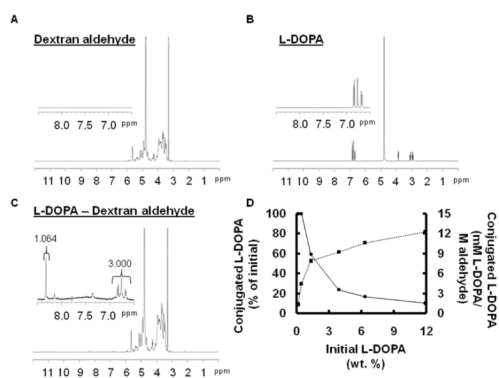 A
Dextran aldehyde
8.0 7.5 7.0 ppm
11 10 9 8 7 6 5 4 3 2 1 ppm
B
L-DOPA
8.0 7.5 7.0 ppm
11 10 9 8 7 6 5 4 3 2 1 ppm
C
L-DOPA – Dextran aldehyde
1.064
3.000
8.0 7.5 7.0 ppm
11 10 9 8 7 6 5 4 3 2 1 ppm
D
Conjugated L-DOPA
(% of initial)
100
80
60
40
20
0
15
12
9
6
3
0
Conjugated L-DOPA
(mM L-DOPA/
M aldehyde)
0 2 4 6 8 10 12
Initial L-DOPA
(wt. %)